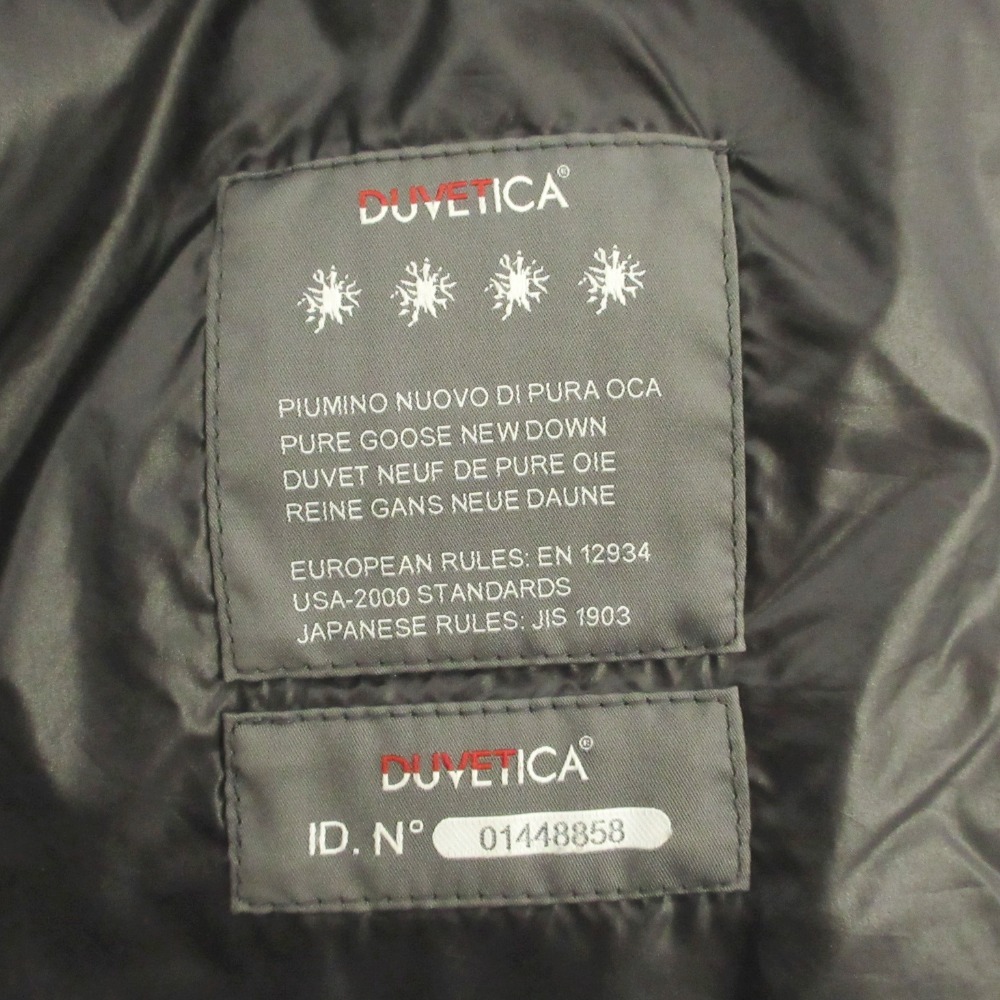 DUVETICA®
PIUMINO NUOVO DI PURA OCA
PURE GOOSE NEW DOWN
DUVET NEUF DE PURE OIE
REINE GANS NEUE DAUNE
EUROPEAN RULES: EN 12934
USA-2000 STANDARDS
JAPANESE RULES: JIS 1903
DUVETICA®
ID. N° 01448858